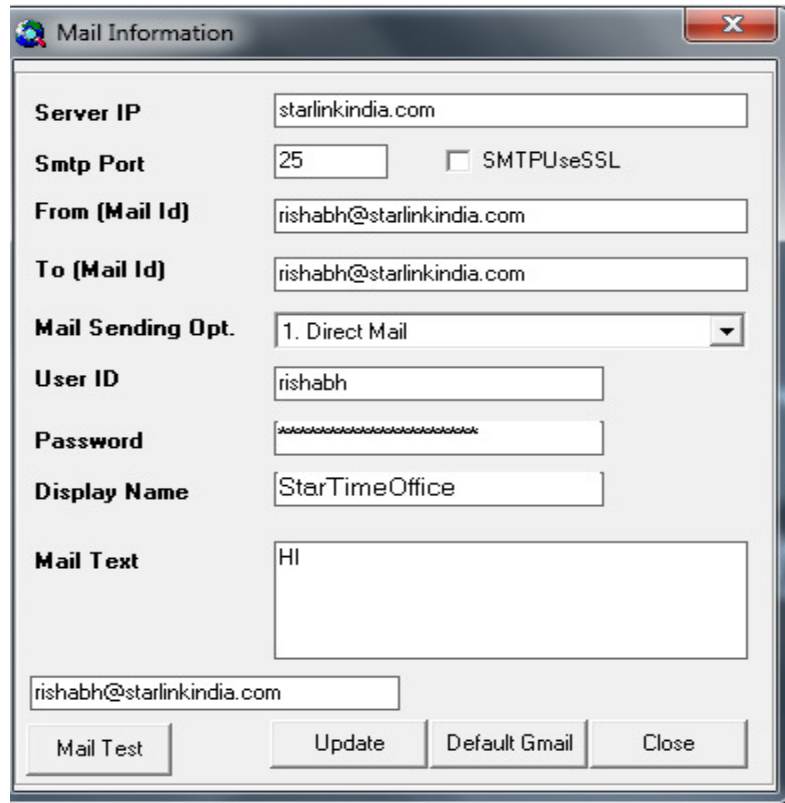 Mail Information
Server IP starlinkindia.com
Smtp Port 25 SMTPUseSSL
From (Mail Id) rishabh@starlinkindia.com
To (Mail Id) rishabh@starlinkindia.com
Mail Sending Opt. 1. Direct Mail
User ID rishabh
Password **********************
Display Name StarTimeOffice
Mail Text HI
rishabh@starlinkindia.com
Mail Test Update Default Gmail Close